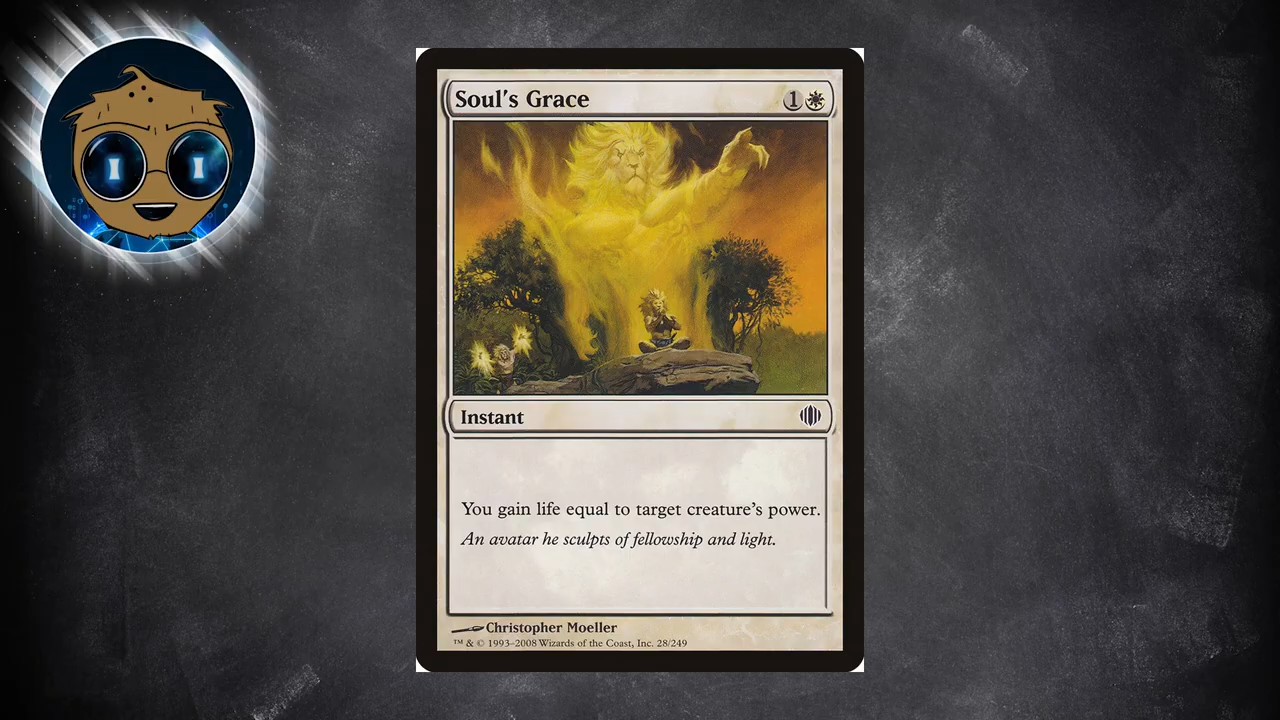 Soul's Grace 1
Instant
You gain life equal to target creature's power.
An avatar he sculpts of fellowship and light.
Christopher Moeller
™ & © 1993–2008 Wizards of the Coast, Inc. 28/249